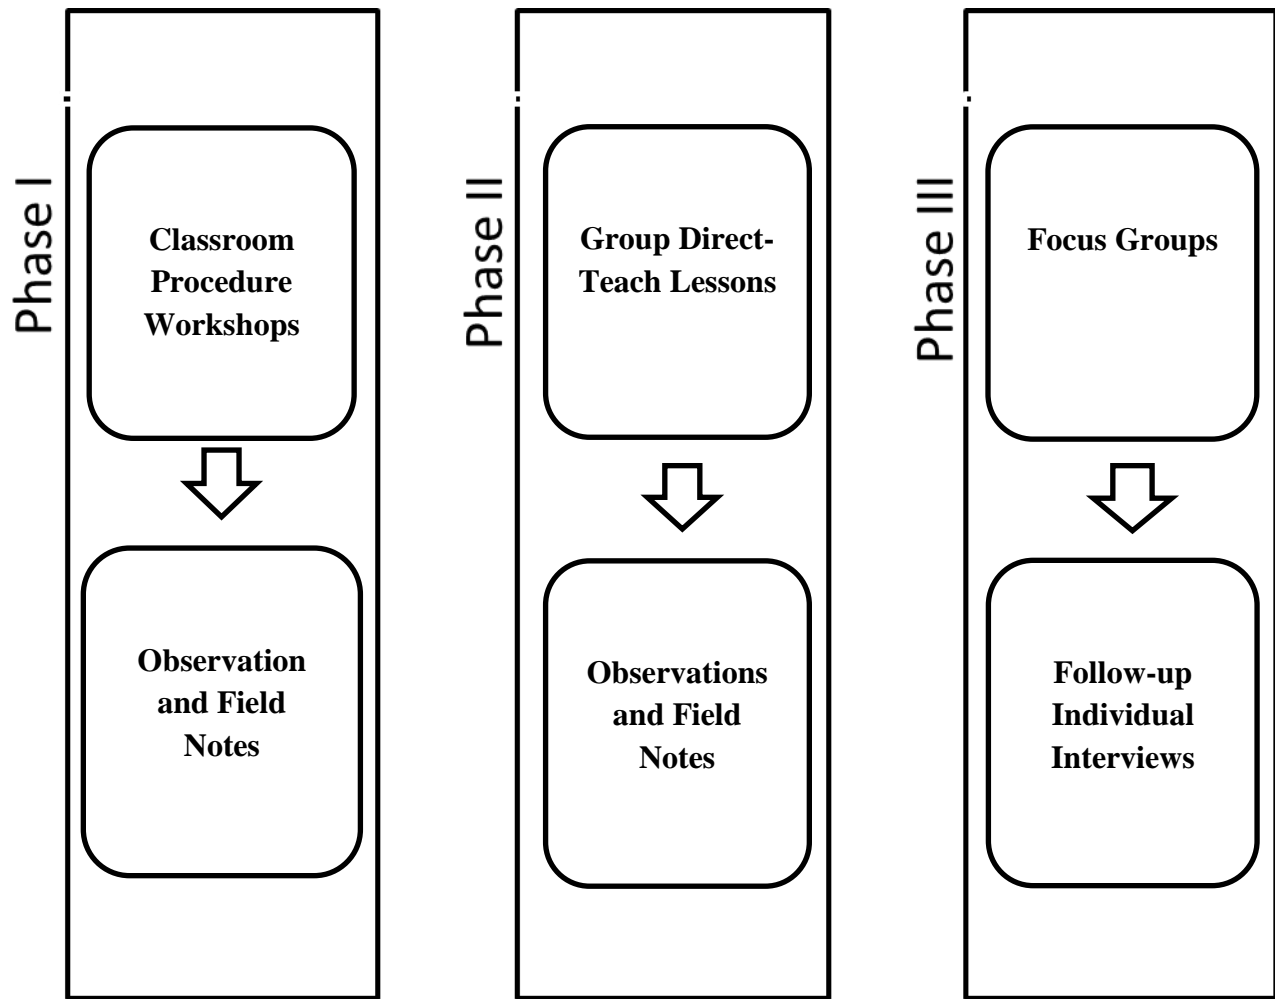 Phase I
Classroom
Procedure
Workshops
Observation
and Field
Notes
Phase II
Group Direct-
Teach Lessons
Observations
and Field
Notes
Phase III
Focus Groups
Follow-up
Individual
Interviews